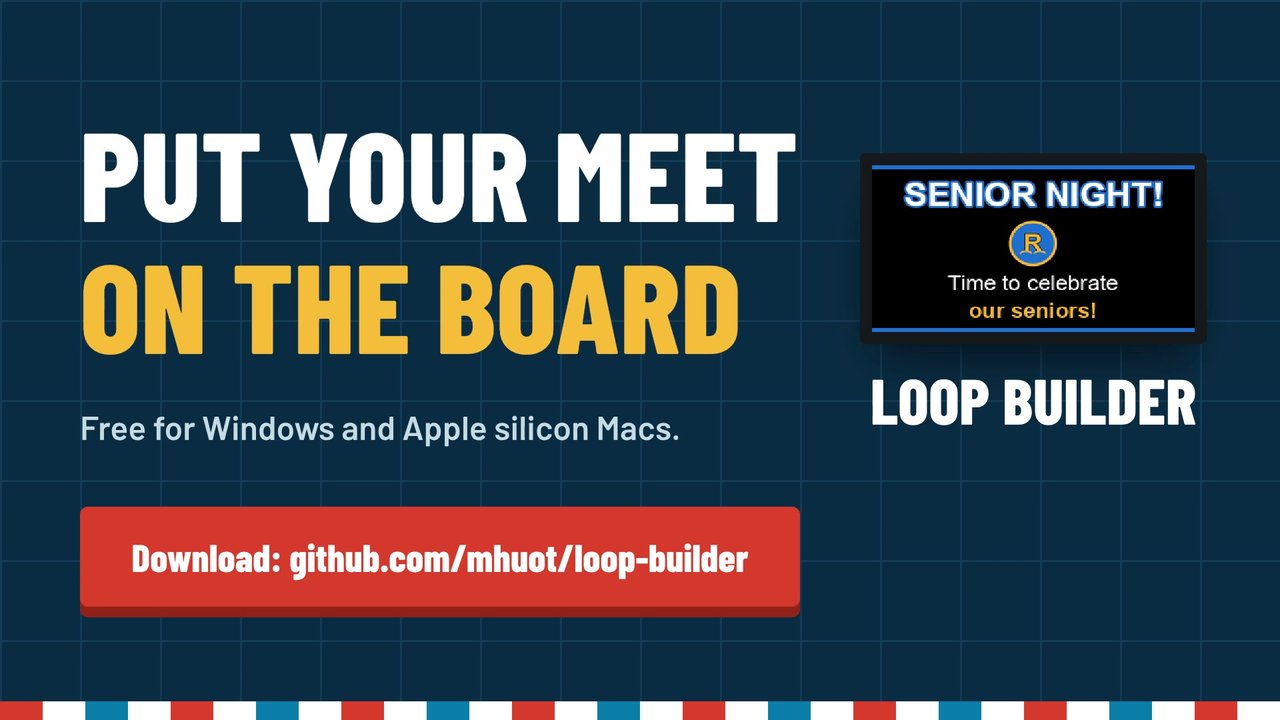 PUT YOUR MEET
ON THE BOARD
Free for Windows and Apple silicon Macs.
Download: github.com/mhuot/loop-builder
SENIOR NIGHT!
R
Time to celebrate
our seniors!
LOOP BUILDER